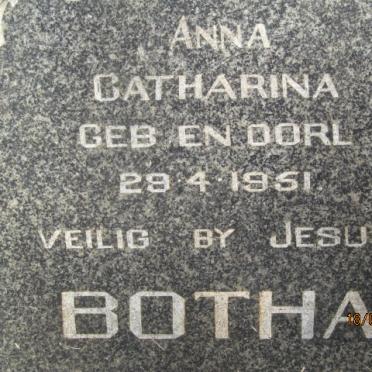 ANNA
CATHARINA
GEB EN OORL
29·4·1951
VEILIG BY JESU
BOTHA